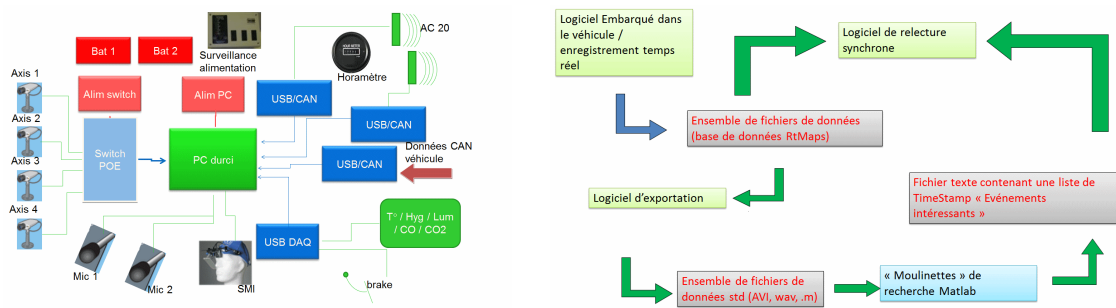 Bat 1
Bat 2
Surveillance
alimentation
AC 20
Horamètre
Axis 1
Alim switch
Alim PC
USB/CAN
Axis 2
USB/CAN
Switch
POE
PC durci
Données CAN
véhicule
Axis 3
USB/CAN
Axis 4
T° / Hyg / Lum
/ CO / CO2
USB DAQ
Mic 1
Mic 2
SMI
brake
Logiciel Embarqué dans
le véhicule /
enregistrement temps
réel
Logiciel de relecture
synchrone
Ensemble de fichiers de données
(base de données RtMaps)
Logiciel d'exportation
Fichier texte contenant une liste de
TimeStamp « Evénements
intéressants »
Ensemble de fichiers de
données std (AVI, wav, .m)
« Moulinettes » de
recherche Matlab